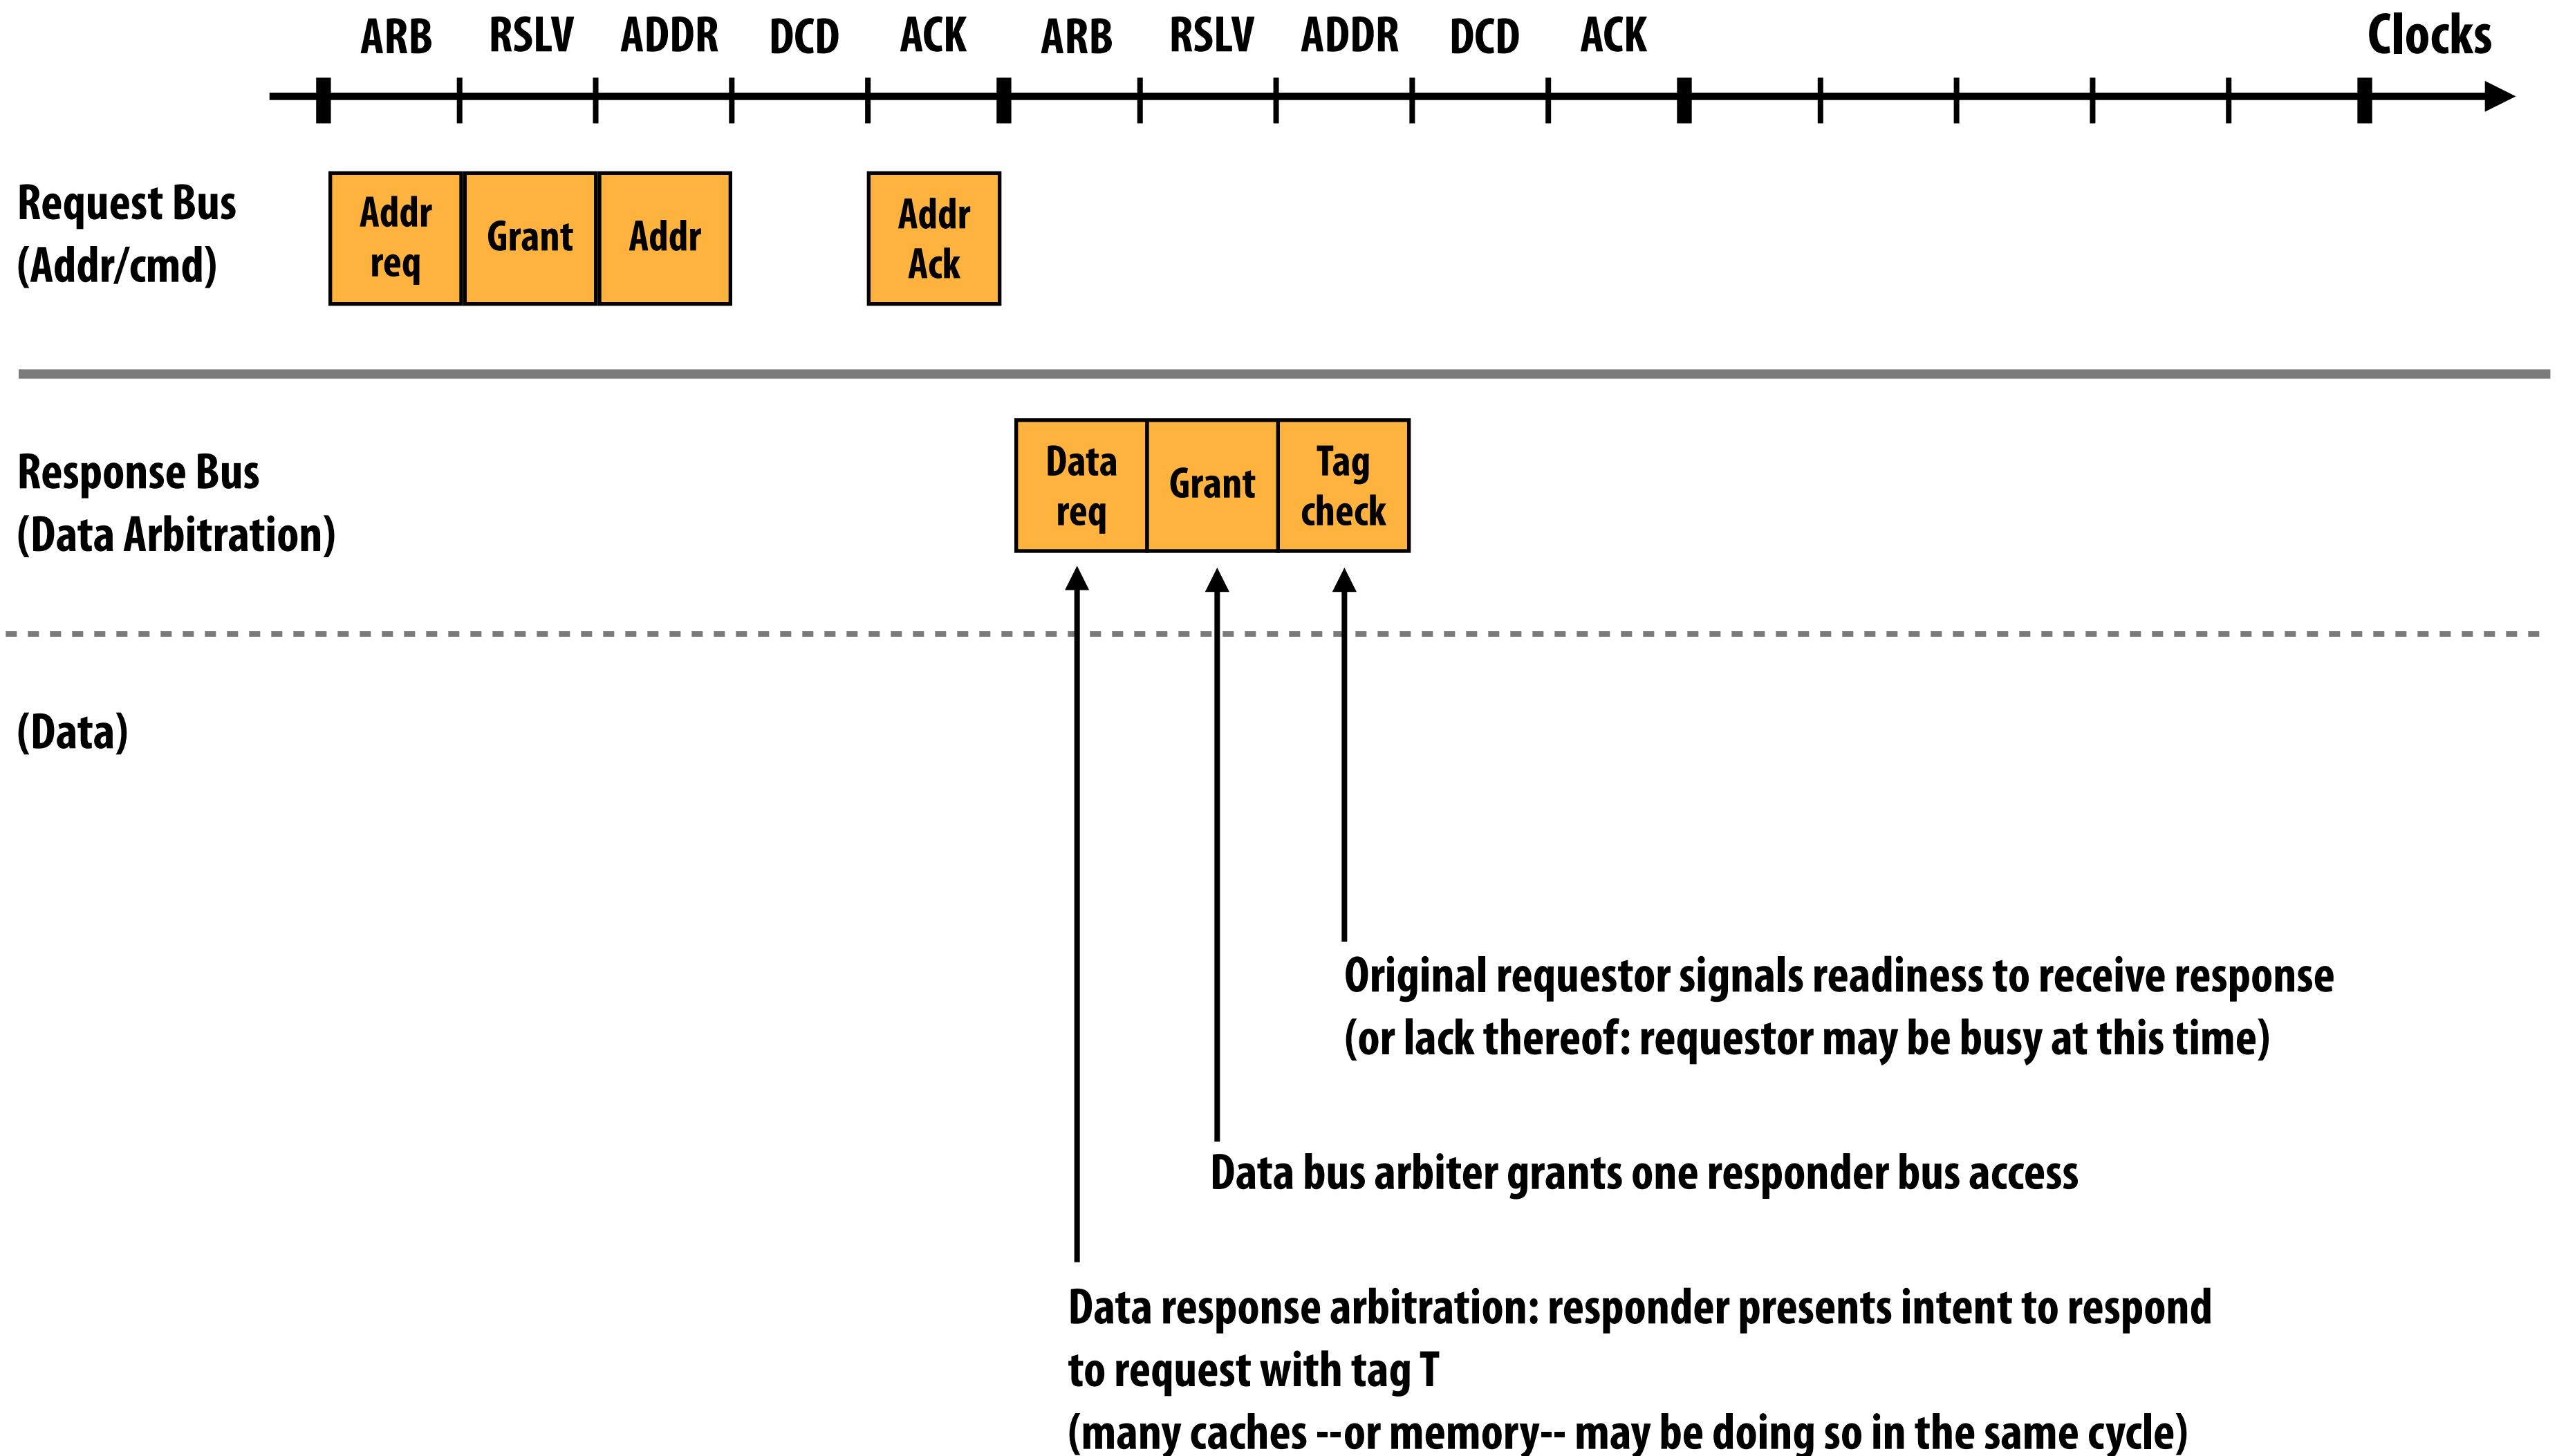 ARB RSLV ADDR DCD ACK ARB RSLV ADDR DCD ACK Clocks
Request Bus
(Addr/cmd)
Addr
req
Grant
Addr
Addr
Ack
Response Bus
(Data Arbitration)
Data
req
Grant
Tag
check
(Data)
Original requestor signals readiness to receive response
(or lack thereof: requestor may be busy at this time)
Data bus arbiter grants one responder bus access
Data response arbitration: responder presents intent to respond
to request with tag T
(many caches --or memory-- may be doing so in the same cycle)